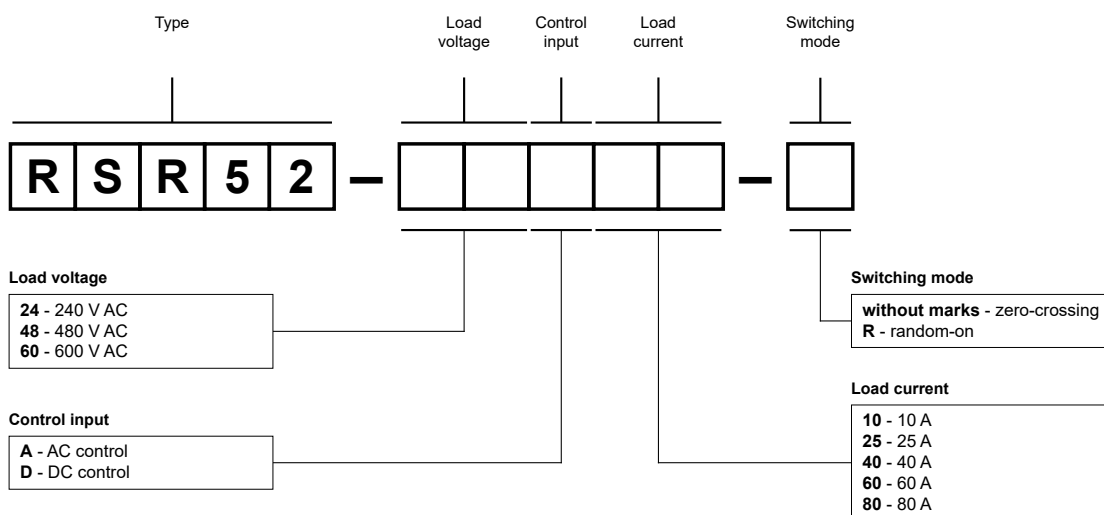 Type
Load
voltage
Control
input
Load
current
Switching
mode
R S R 5 2 – –
Load voltage
24 - 240 V AC
48 - 480 V AC
60 - 600 V AC
Control input
A - AC control
D - DC control
Switching mode
without marks - zero-crossing
R - random-on
Load current
10 - 10 A
25 - 25 A
40 - 40 A
60 - 60 A
80 - 80 A